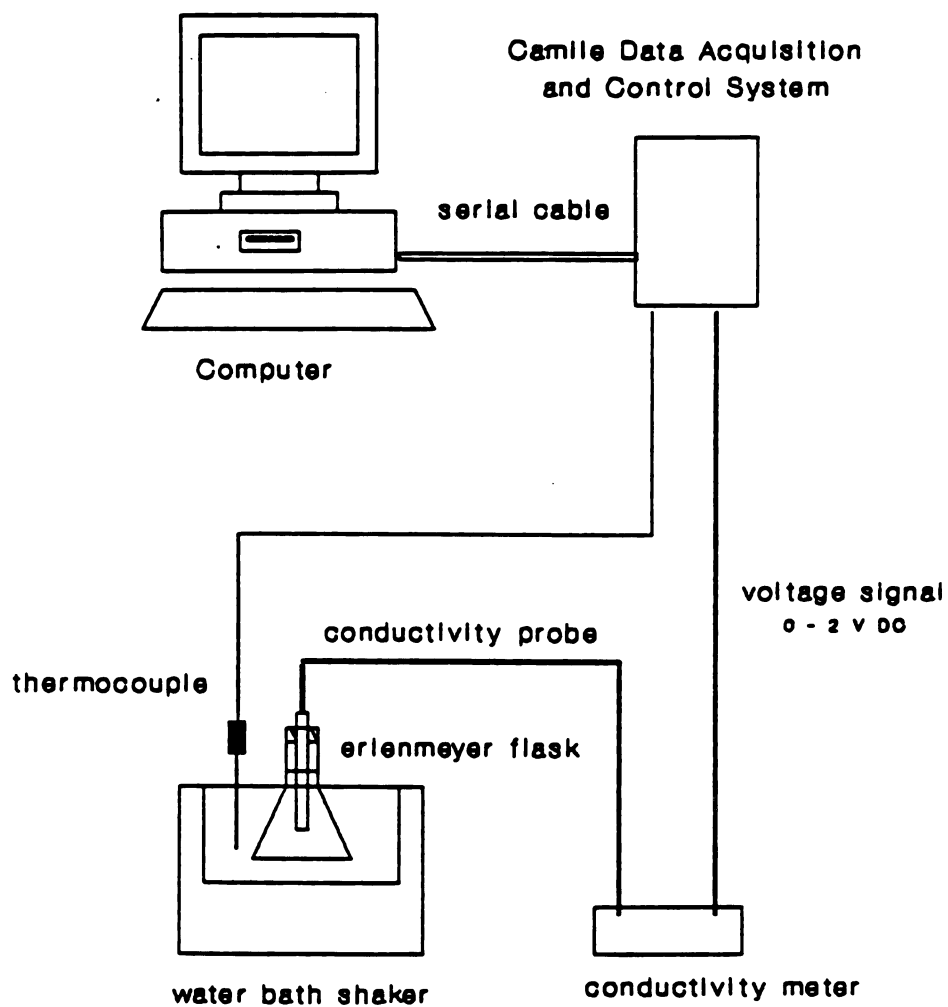 Camile Data Acquisition
and Control System
serial cable
Computer
voltage signal
0 - 2 V DC
conductivity probe
thermocouple
erlenmeyer flask
water bath shaker
conductivity meter